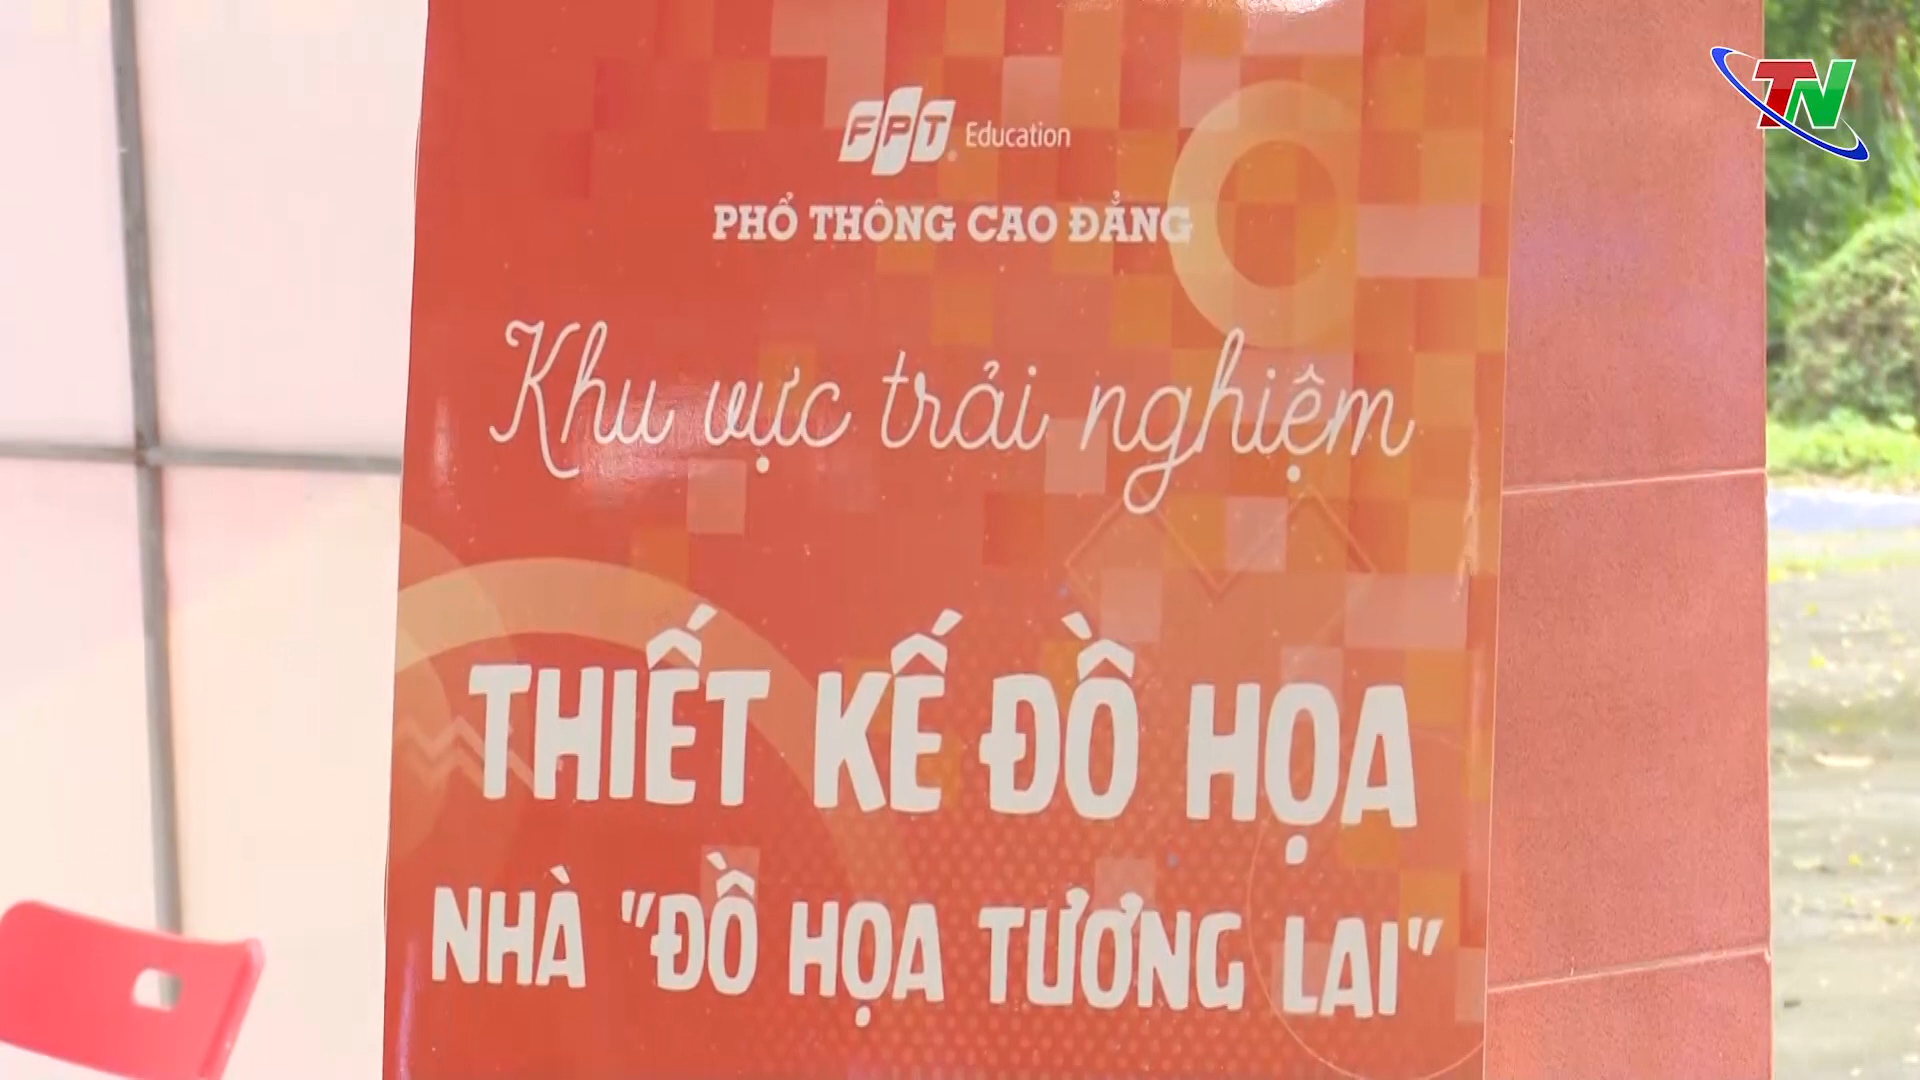 TN
FPT Education
PHỔ THÔNG CAO ĐẲNG
Khu vực trải nghiệm
THIẾT KẾ ĐỒ HỌA
NHÀ "ĐỒ HỌA TƯƠNG LAI"